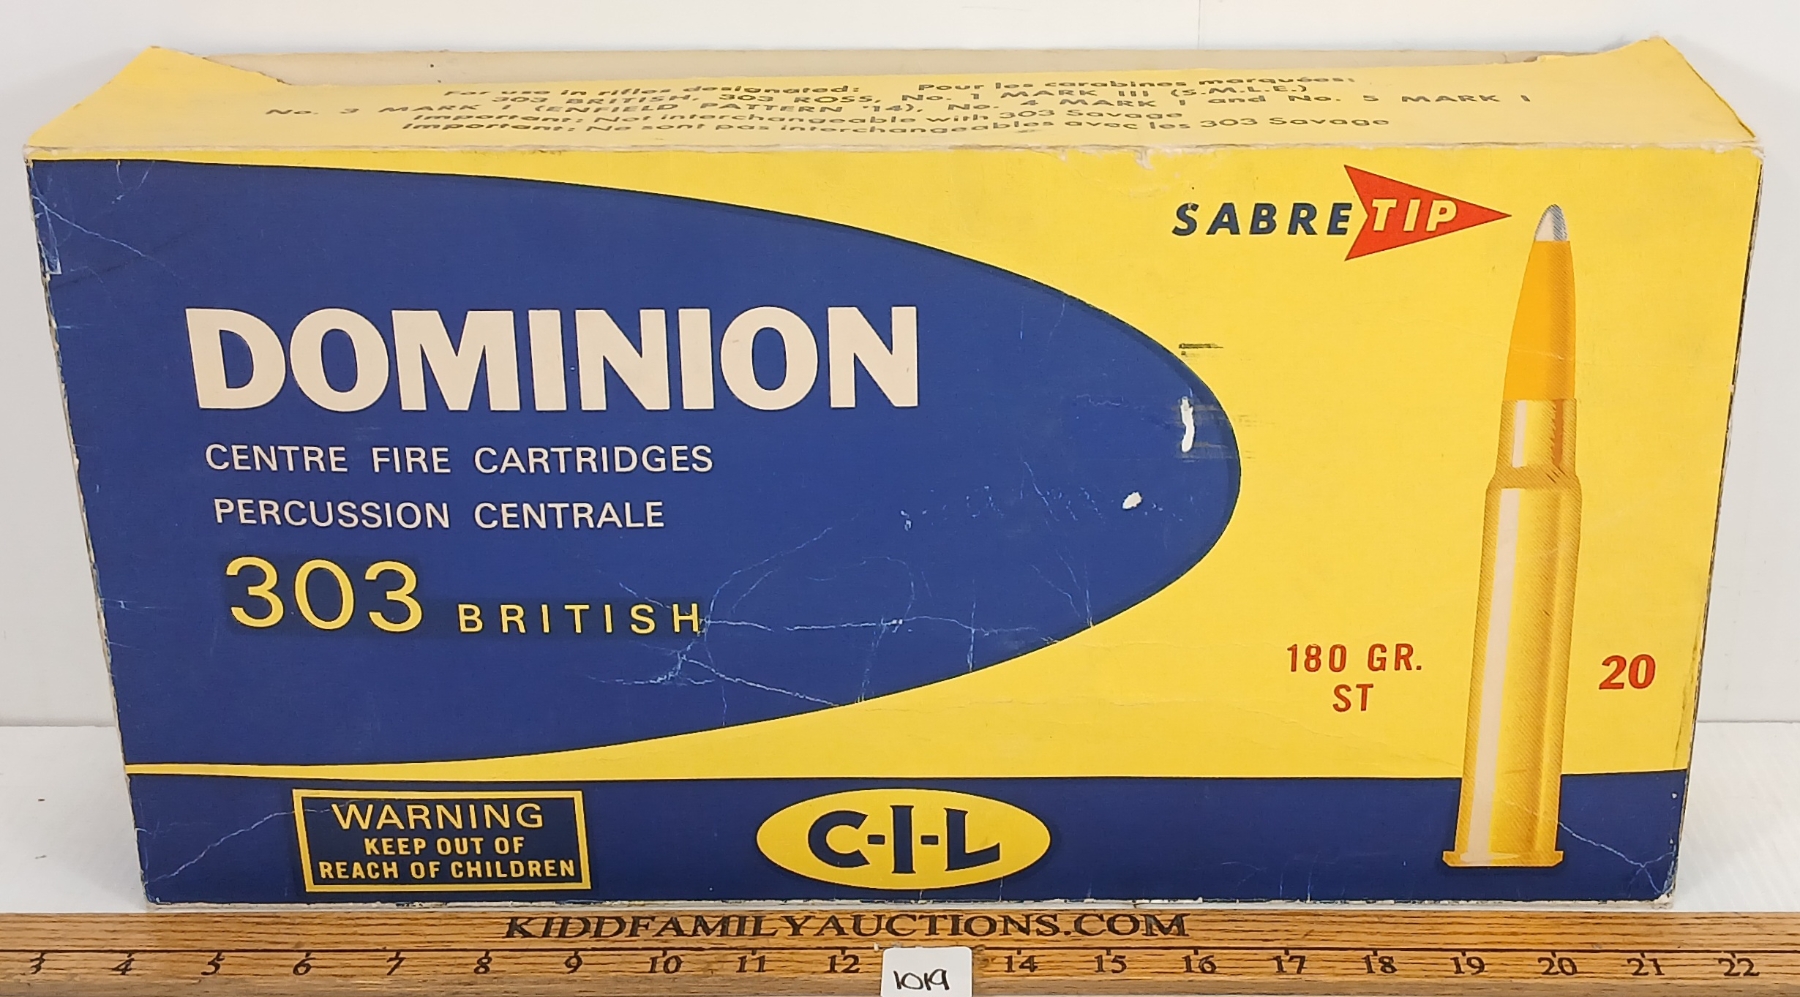 For use in rifles designated: Pour les carabines marquées:
303 BRITISH, 303 ROSS, No. 1 MARK III (S.M.L.E.)
No. 3 MARK I (ENFIELD PATTERN '14), No. 4 MARK I and No. 5 MARK I
Important: Not interchangeable with 303 Savage
Important: Ne sont pas interchangeables avec les 303 Savage
SABRE TIP
DOMINION
CENTRE FIRE CARTRIDGES
PERCUSSION CENTRALE
303 BRITISH
180 GR.
ST
20
WARNING
KEEP OUT OF
REACH OF CHILDREN
C-I-L
KIDDFAMILYAUCTIONS.COM
3 4 5 6 7 8 9 10 11 12 14 15 16 17 18 19 20 21 22
1019